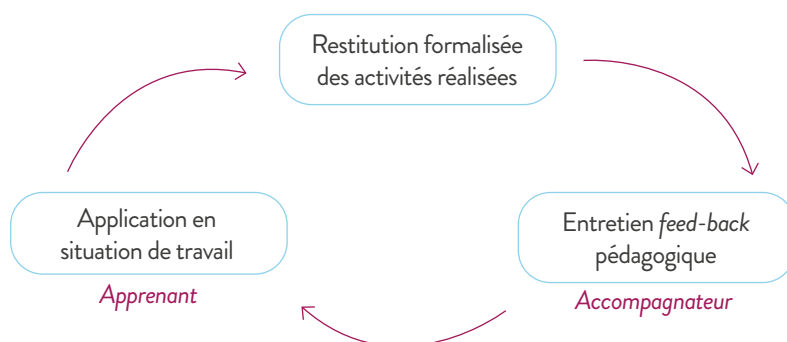 Restitution formalisée
des activités réalisées
Application en
situation de travail
Apprenant
Entretien feed-back
pédagogique
Accompagnateur